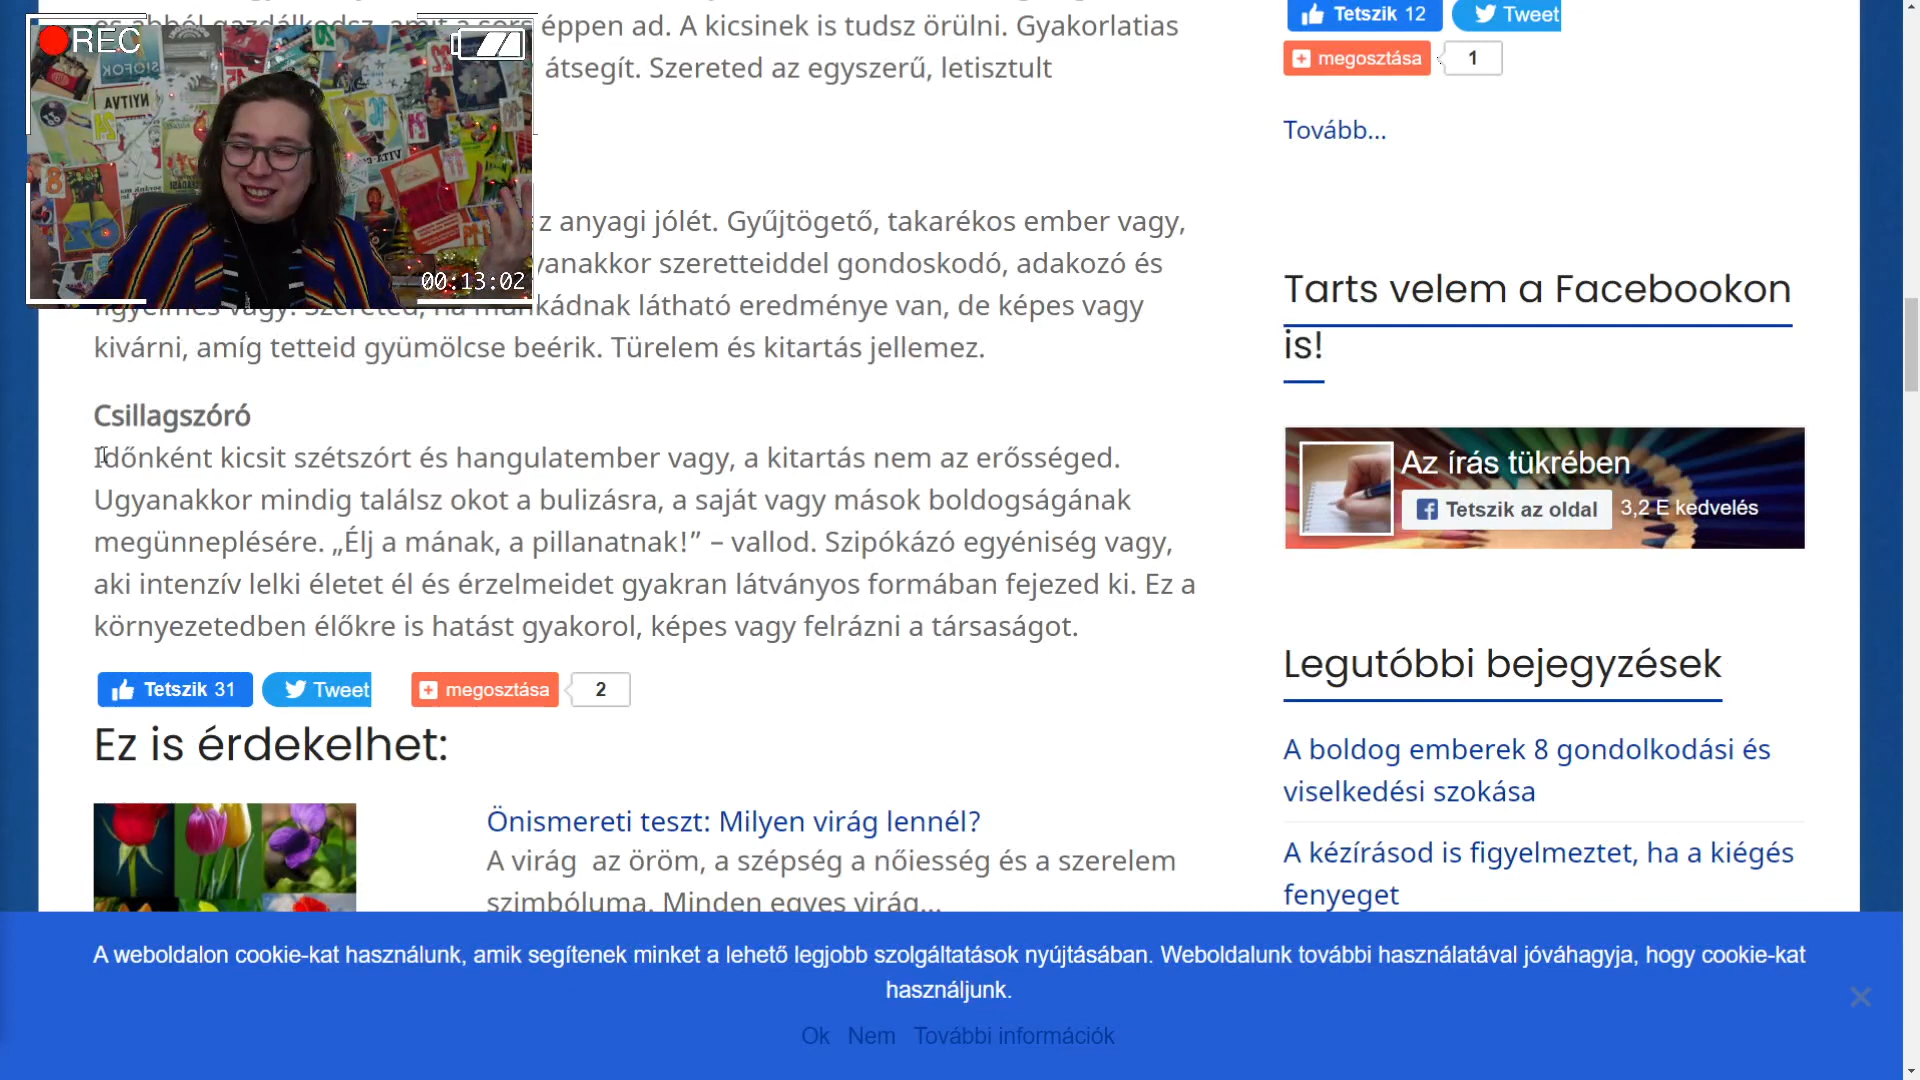 éppen ad. A kicsinek is tudsz örülni. Gyakorlatias
átsegít. Szereted az egyszerű, letisztult
REC
00:13:02
z anyagi jólét. Gyűjtögető, takarékos ember vagy,
yanakkor szeretteiddel gondoskodó, adakozó és
figyelmes vagy. Szereted, ha munkádnak látható eredménye van, de képes vagy
kivárni, amíg tetteid gyümölcse beérik. Türelem és kitartás jellemez.
Csillagszóró
Időnként kicsit szétszórt és hangulatember vagy, a kitartás nem az erősséged.
Ugyanakkor mindig találsz okot a bulizásra, a saját vagy mások boldogságának
megünneplésére. „Élj a mának, a pillanatnak!” – vallod. Szipókázó egyéniség vagy,
aki intenzív lelki életet él és érzelmeidet gyakran látványos formában fejezed ki. Ez a
környezetedben élőkre is hatást gyakorol, képes vagy felrázni a társaságot.
Tetszik 31
Tweet
megosztása
2
Ez is érdekelhet:
Önismereti teszt: Milyen virág lennél?
A virág az öröm, a szépség a nőiesség és a szerelem
szimbóluma. Minden egyes virág...
Tetszik 12
Tweet
megosztása
1
Tovább...
Tarts velem a Facebookon
is!
Az írás tükrében
Tetszik az oldal
3,2 E kedvelés
Legutóbbi bejegyzések
A boldog emberek 8 gondolkodási és
viselkedési szokása
A kézírásod is figyelmeztet, ha a kiégés
fenyeget
A weboldalon cookie-kat használunk, amik segítenek minket a lehető legjobb szolgáltatások nyújtásában. Weboldalunk további használatával jóváhagyja, hogy cookie-kat
használjunk.
Ok Nem További információk